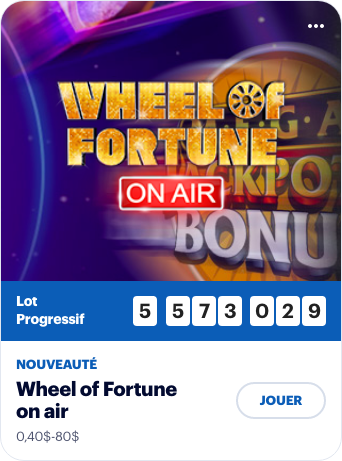 WHEEL OF
FORTUNE
ON AIR
JACKPOT
BONU
Lot
Progressif
5 573 029
NOUVEAUTÉ
Wheel of Fortune
on air
0,40$-80$
JOUER